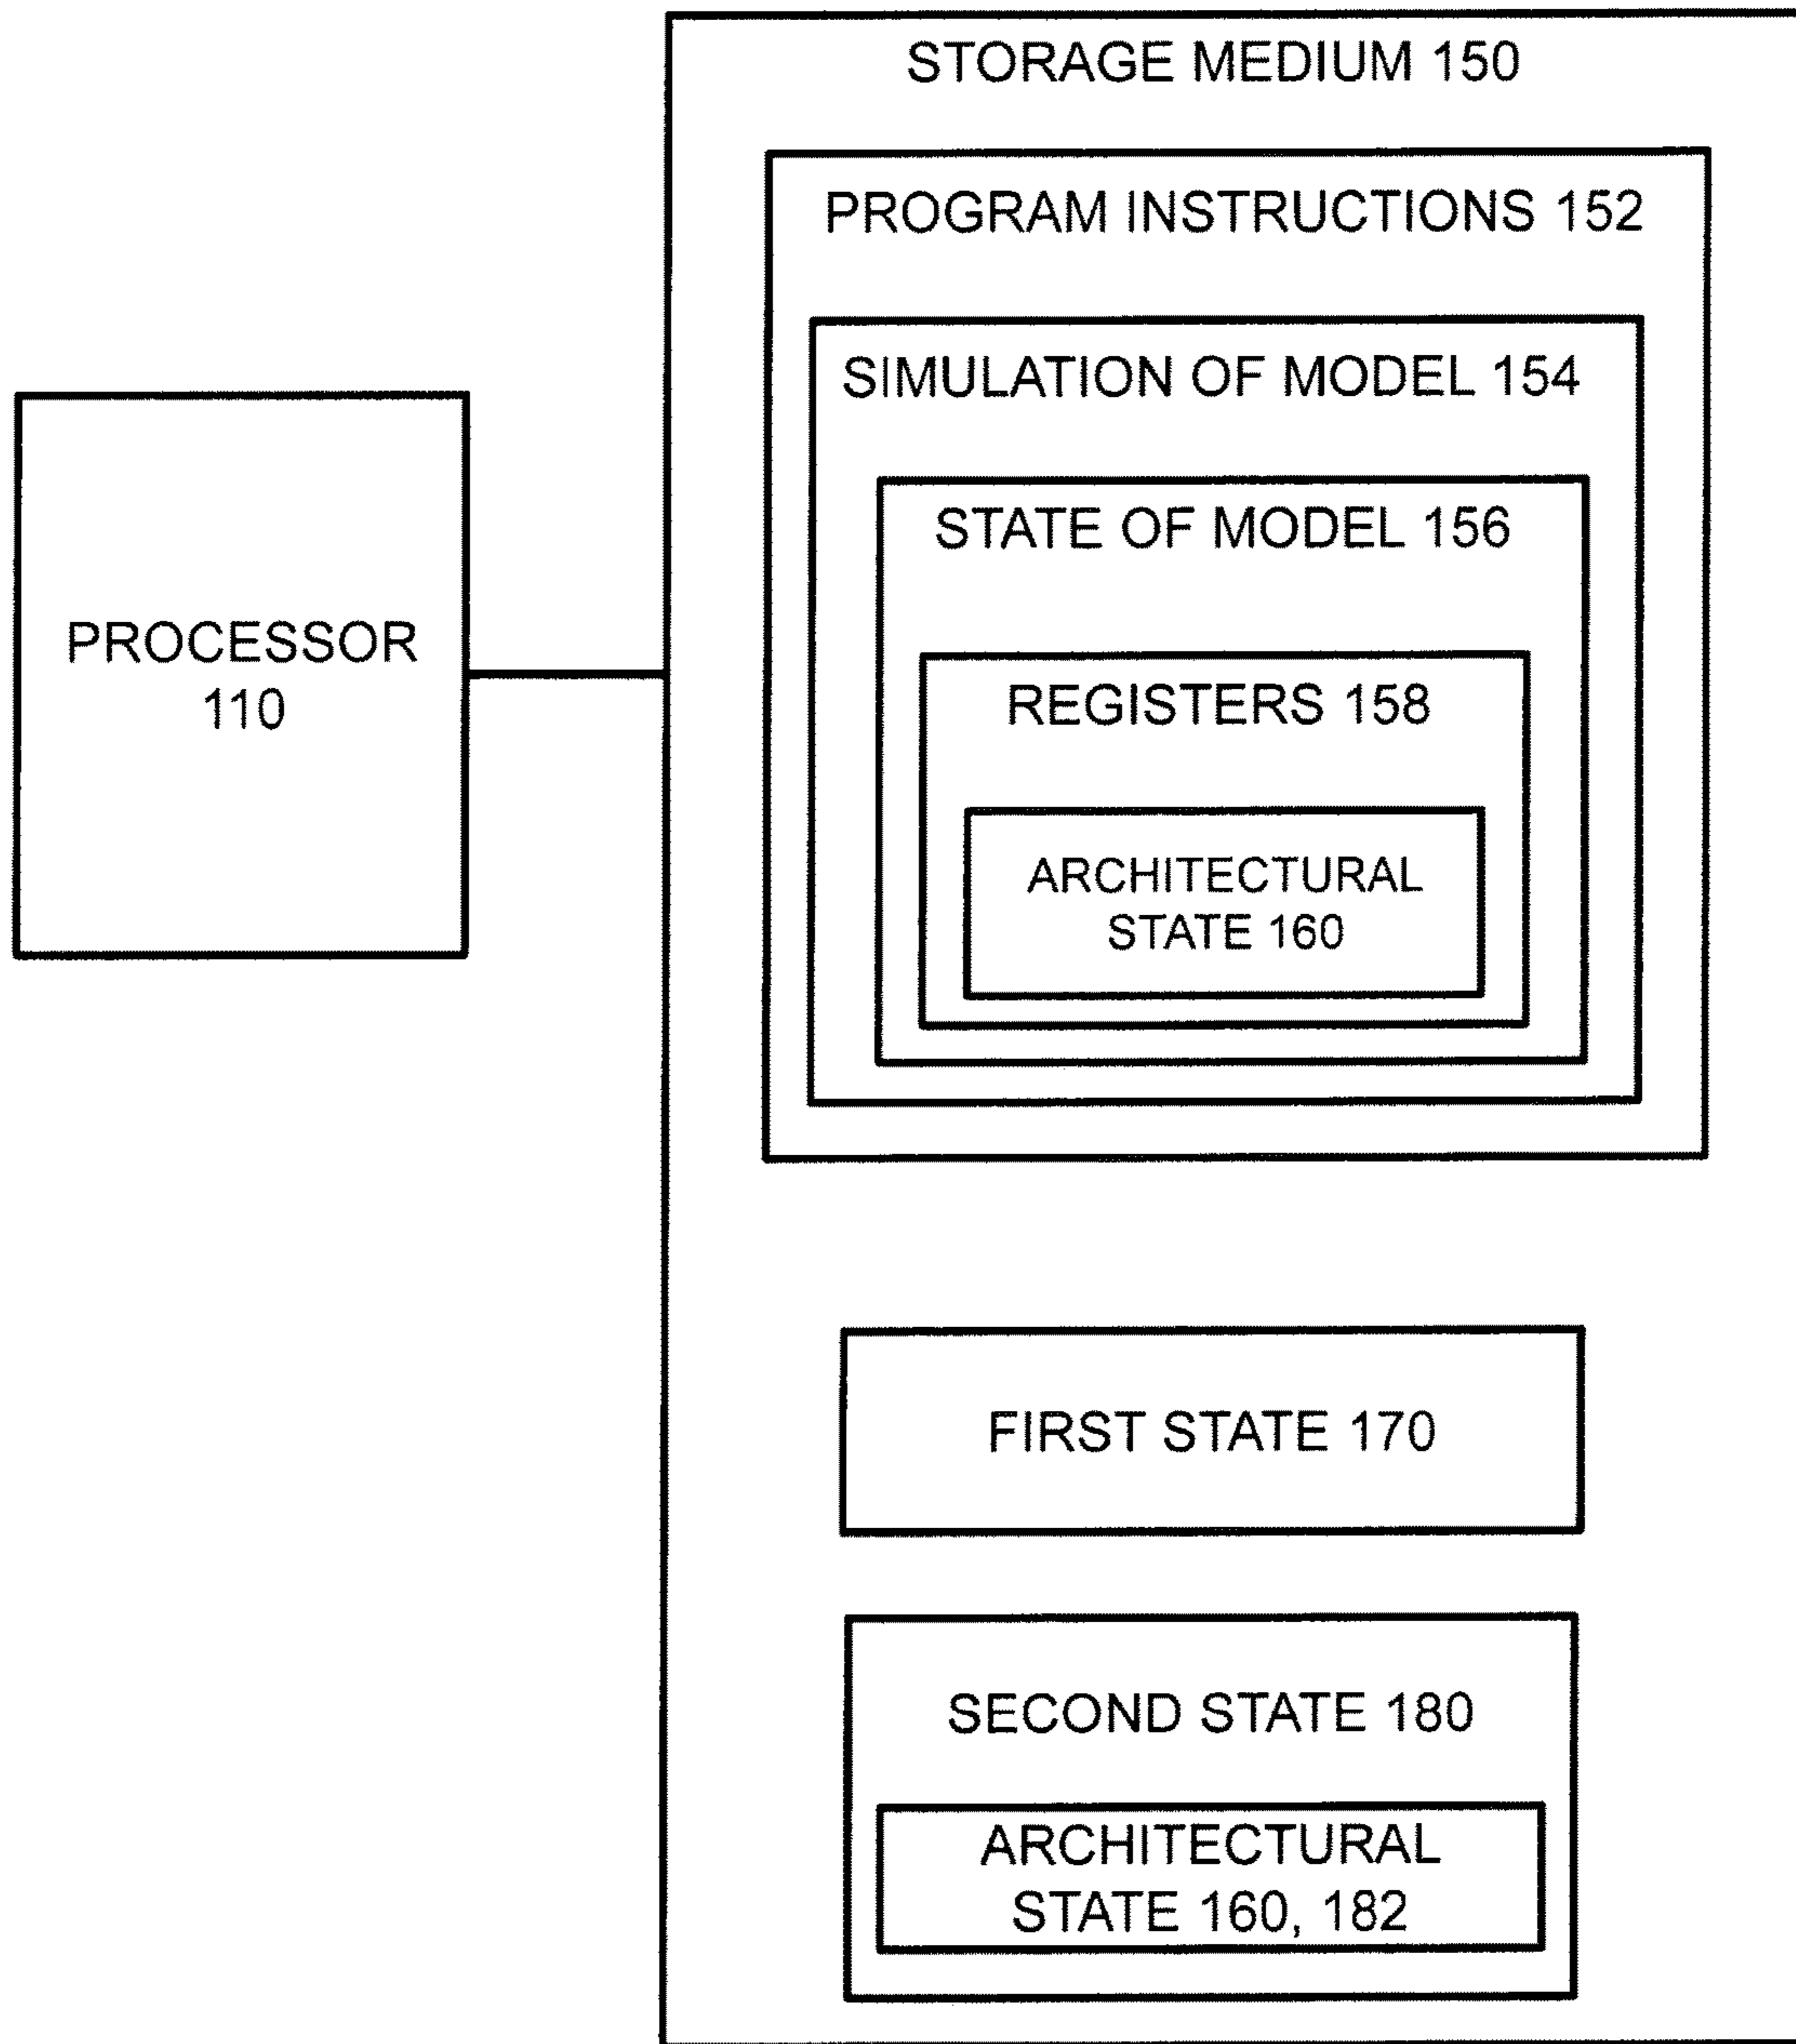 STORAGE MEDIUM 150
PROGRAM INSTRUCTIONS 152
SIMULATION OF MODEL 154
STATE OF MODEL 156
PROCESSOR
110
REGISTERS 158
ARCHITECTURAL
STATE 160
FIRST STATE 170
SECOND STATE 180
ARCHITECTURAL
STATE 160, 182